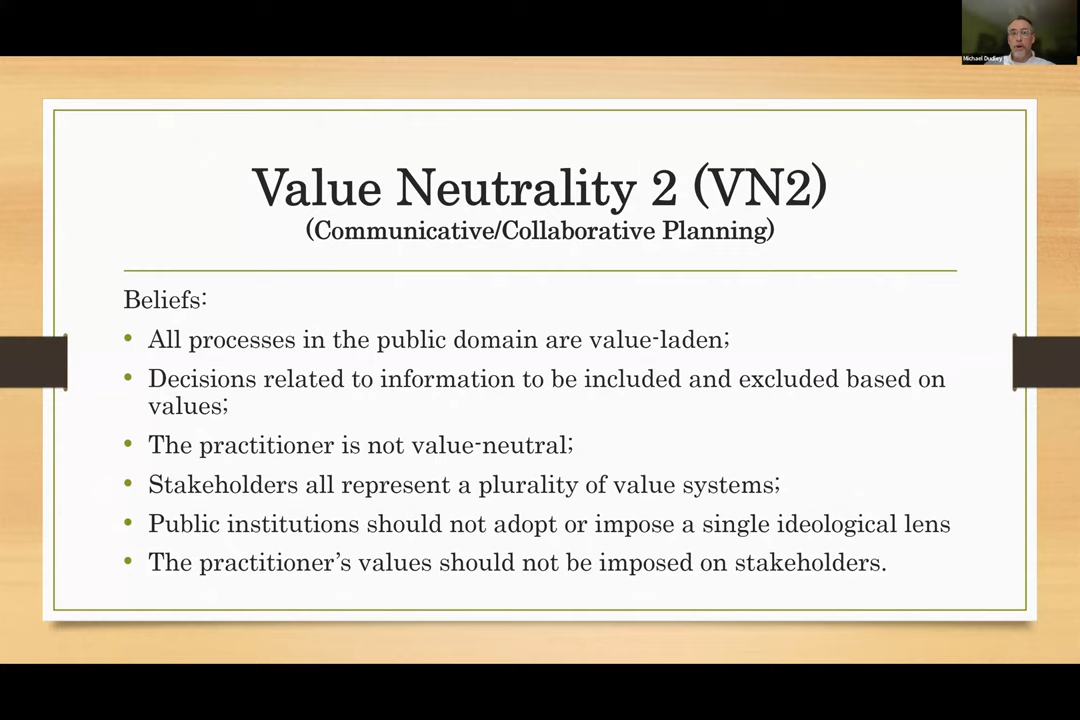 Michael Dudley
Value Neutrality 2 (VN2)
(Communicative/Collaborative Planning)
Beliefs:
• All processes in the public domain are value-laden;
• Decisions related to information to be included and excluded based on
values;
• The practitioner is not value-neutral;
• Stakeholders all represent a plurality of value systems;
• Public institutions should not adopt or impose a single ideological lens
• The practitioner’s values should not be imposed on stakeholders.